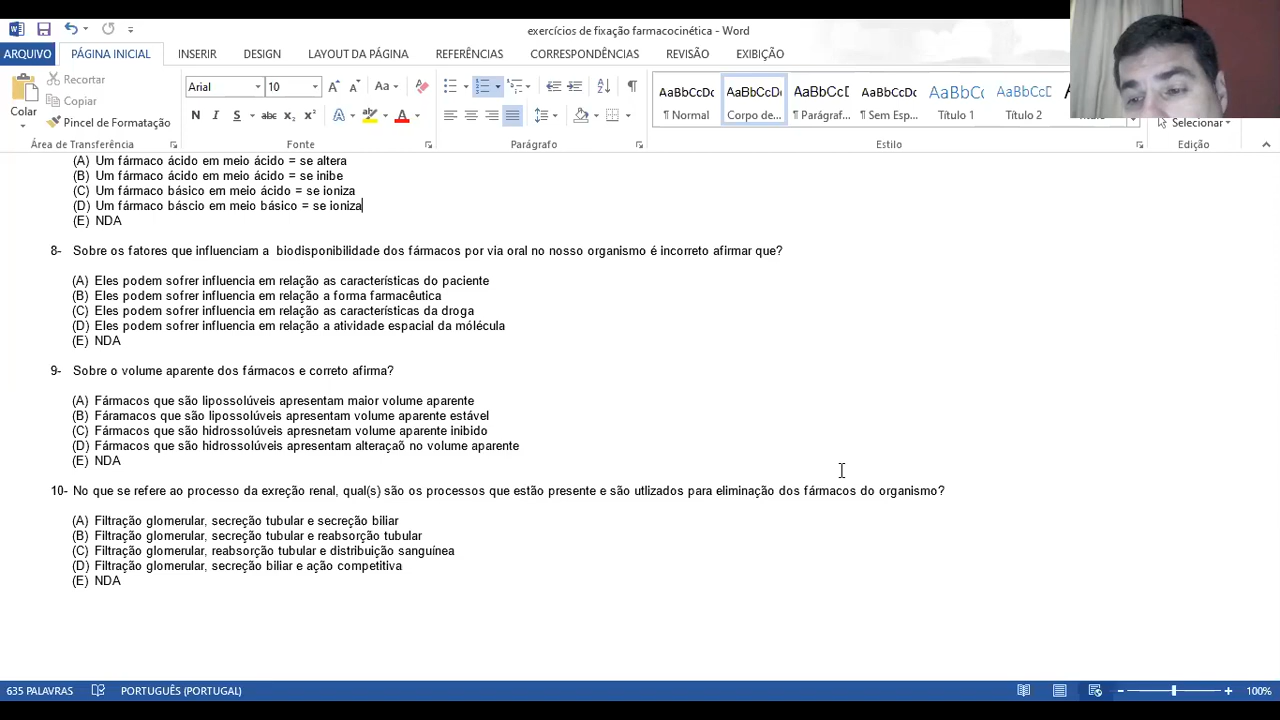 exercícios de fixação farmacocinética - Word
ARQUIVO PÁGINA INICIAL INSERIR DESIGN LAYOUT DA PÁGINA REFERÊNCIAS CORRESPONDÊNCIAS REVISÃO EXIBIÇÃO
Colar
Recortar
Copiar
Pincel de Formatação
Área de Transferência
Arial 10
N I S abc x₂ x²
Fonte
Parágrafo
AaBbCcDc AaBbCcDc AaBbCcD AaBbCcDc AaBbCc AaBbCcD
¶ Normal Corpo de... ¶ Parágraf... ¶ Sem Esp... Título 1 Título 2
Estilo
Selecionar
Edição
(A) Um fármaco ácido em meio ácido = se altera
(B) Um fármaco ácido em meio ácido = se inibe
(C) Um fármaco básico em meio ácido = se ioniza
(D) Um fármaco báscio em meio básico = se ioniza
(E) NDA
8- Sobre os fatores que influenciam a biodisponibilidade dos fármacos por via oral no nosso organismo é incorreto afirmar que?
(A) Eles podem sofrer influencia em relação as características do paciente
(B) Eles podem sofrer influencia em relação a forma farmacêutica
(C) Eles podem sofrer influencia em relação as características da droga
(D) Eles podem sofrer influencia em relação a atividade espacial da mólécula
(E) NDA
9- Sobre o volume aparente dos fármacos e correto afirma?
(A) Fármacos que são lipossolúveis apresentam maior volume aparente
(B) Fáramacos que são lipossolúveis apresentam volume aparente estável
(C) Fármacos que são hidrossolúveis apresnetam volume aparente inibido
(D) Fármacos que são hidrossolúveis apresentam alteraçaõ no volume aparente
(E) NDA
10- No que se refere ao processo da exreção renal, qual(s) são os processos que estão presente e são utlizados para eliminação dos fármacos do organismo?
(A) Filtração glomerular, secreção tubular e secreção biliar
(B) Filtração glomerular, secreção tubular e reabsorção tubular
(C) Filtração glomerular, reabsorção tubular e distribuição sanguínea
(D) Filtração glomerular, secreção biliar e ação competitiva
(E) NDA
635 PALAVRAS PORTUGUÊS (PORTUGAL) 100%